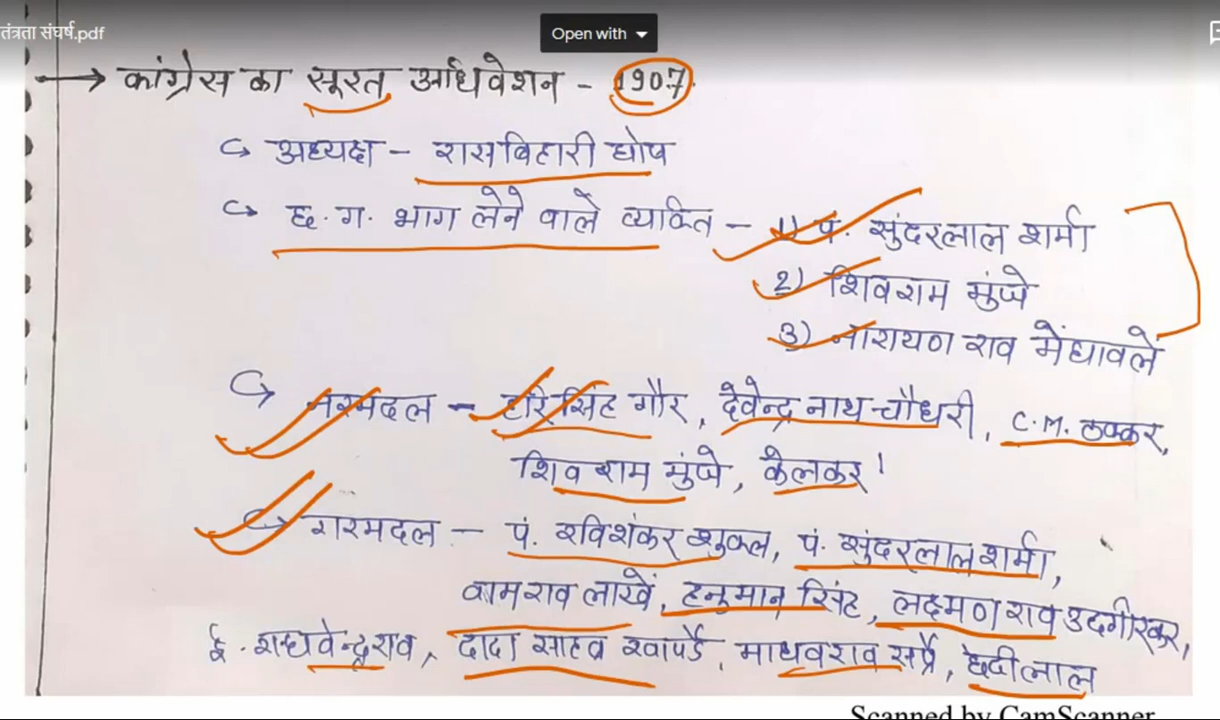 तंत्रता संघर्ष.pdf
Open with
→ कांग्रेस का सूरत अधिवेशन - 1907
↪ अध्यक्ष - रासबिहारी घोष
↪ छ.ग. भाग लेने वाले व्यक्ति - 1) पं. सुंदरलाल शर्मा
2) शिवराम मुंजे
3) नारायण राव मेंघावले
↪ नरमदल - हरिसिंह गौर, देवेन्द्र नाथ चौधरी, C.M. ठक्कर,
शिवराम मुंजे, केलकर।
↪ गरमदल - पं. रविशंकर शुक्ल, पं. सुंदरलाल शर्मा,
वामराव लाखें, हनुमान सिंह, लक्ष्मण राव उदगीरकर,
ई. राघवेन्द्रराव, दादा साहब खापर्डे, माधवराव सप्रे, छेदीलाल
Scanned by CamScanner